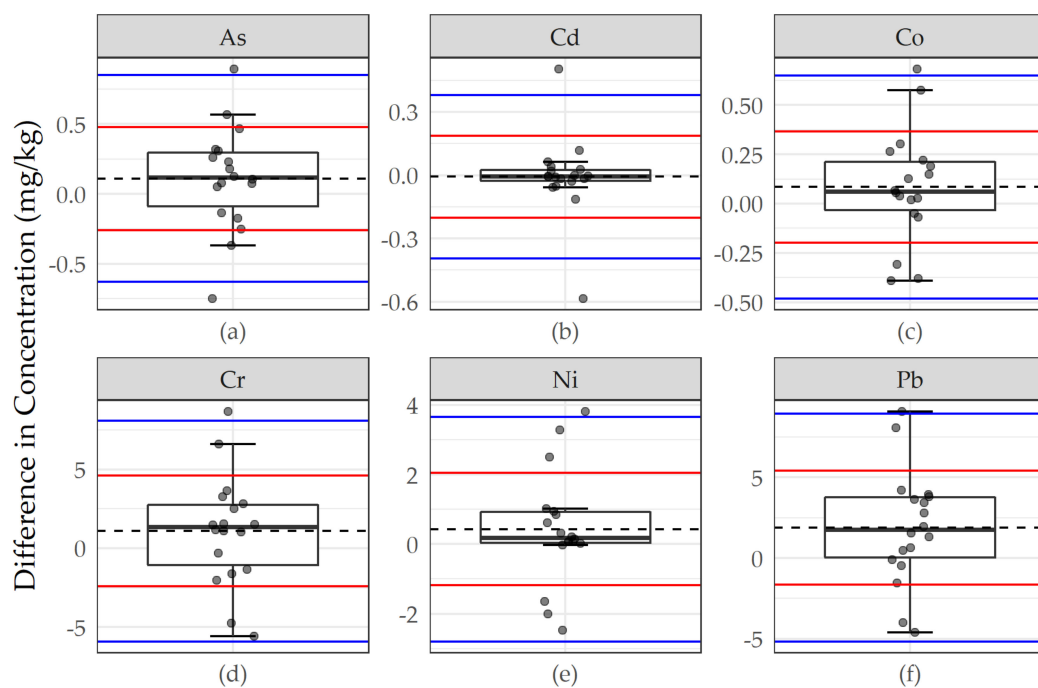 Difference in Concentration (mg/kg)
As
Cd
Co
0.5
0.0
-0.5
0.3
0.0
-0.3
-0.6
0.50
0.25
0.00
-0.25
-0.50
(a)
(b)
(c)
Cr
Ni
Pb
5
0
-5
4
2
0
-2
5
0
-5
(d)
(e)
(f)